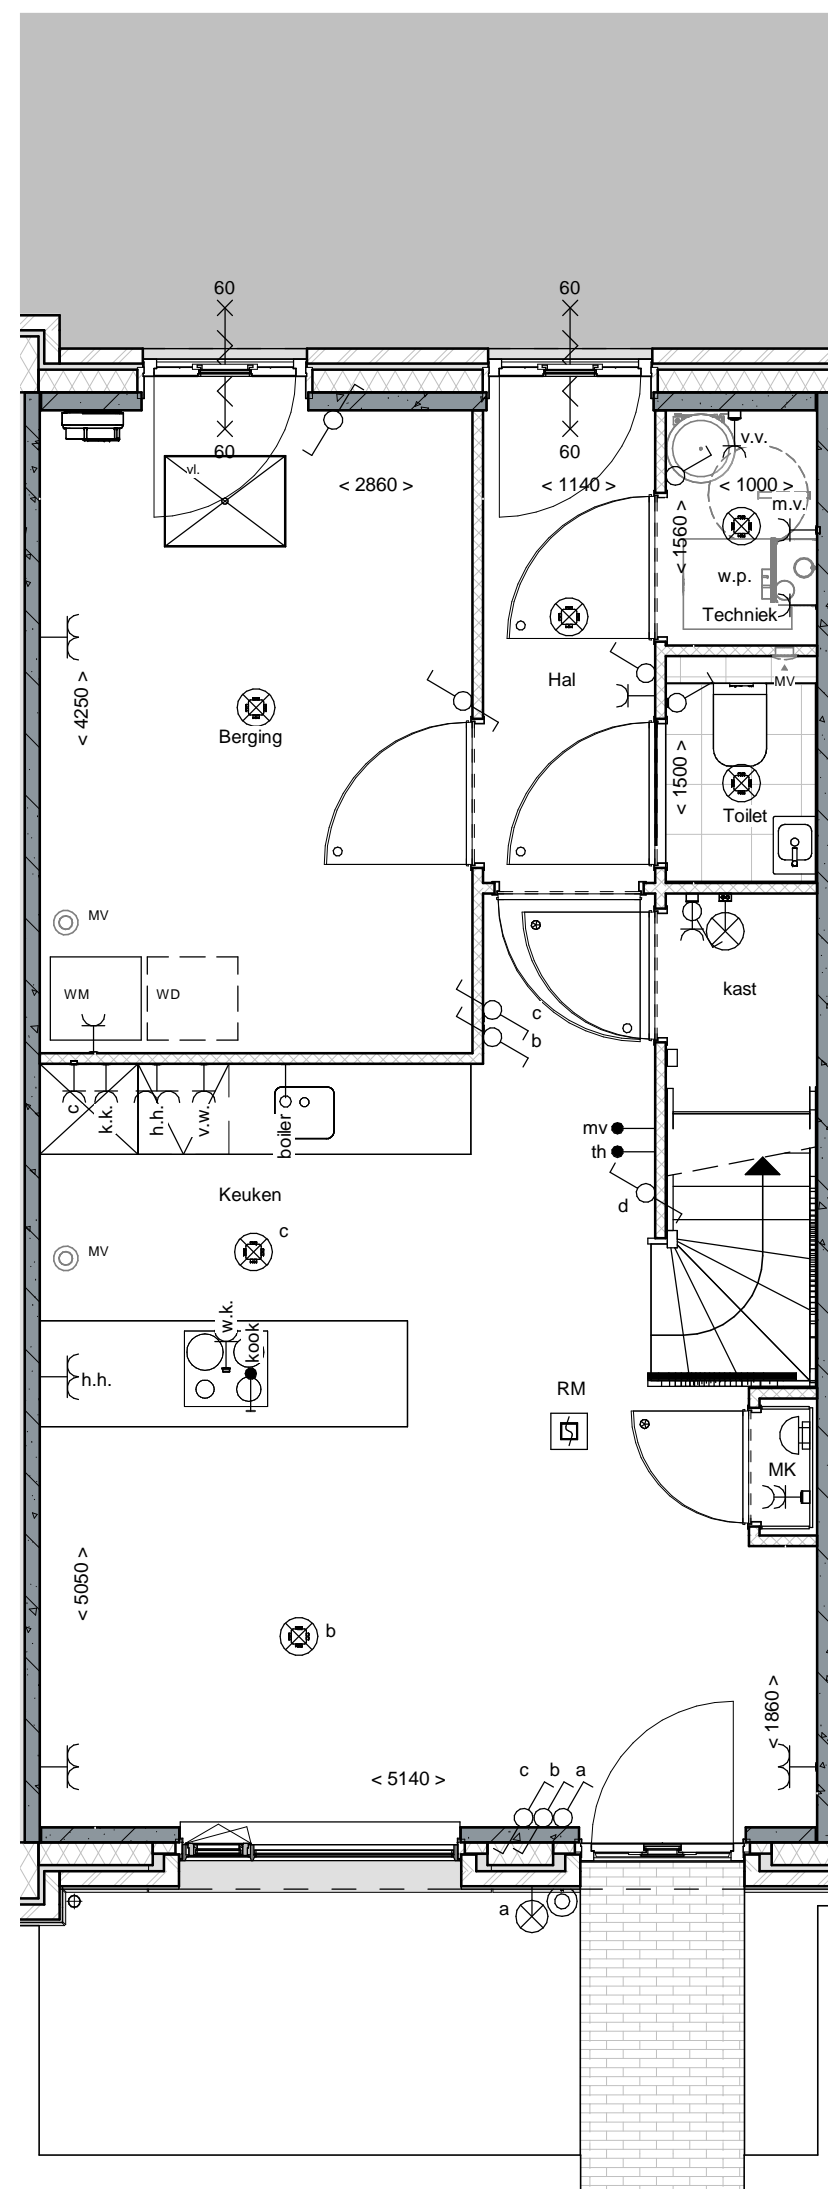 60
60
60
60
vl.
< 2860 >
< 1140 >
v.v.
< 1000 >
m.v.
< 1560 >
w.p.
Techniek
Hal
MV
< 4250 >
Berging
< 1500 >
Toilet
MV
WM
WD
kast
c
b
c
k.k.
h.h.
v.w.
boiler
mv
th
d
Keuken
c
MV
w.k.
kook
h.h.
RM
MK
< 5050 >
b
< 1860 >
< 5140 >
c
b
a
a